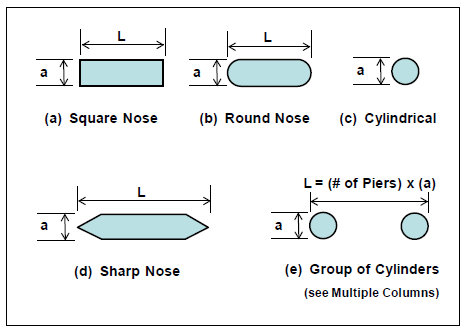 L
L
a
a
a
(a) Square Nose
(b) Round Nose
(c) Cylindrical
L = (# of Piers) x (a)
L
a
a
(d) Sharp Nose
(e) Group of Cylinders
(see Multiple Columns)